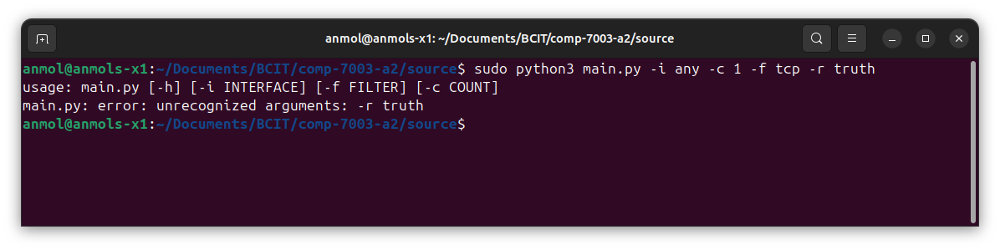 anmol@anmols-x1: ~/Documents/BCIT/comp-7003-a2/source
anmol@anmols-x1:~/Documents/BCIT/comp-7003-a2/source$ sudo python3 main.py -i any -c 1 -f tcp -r truth
usage: main.py [-h] [-i INTERFACE] [-f FILTER] [-c COUNT]
main.py: error: unrecognized arguments: -r truth
anmol@anmols-x1:~/Documents/BCIT/comp-7003-a2/source$